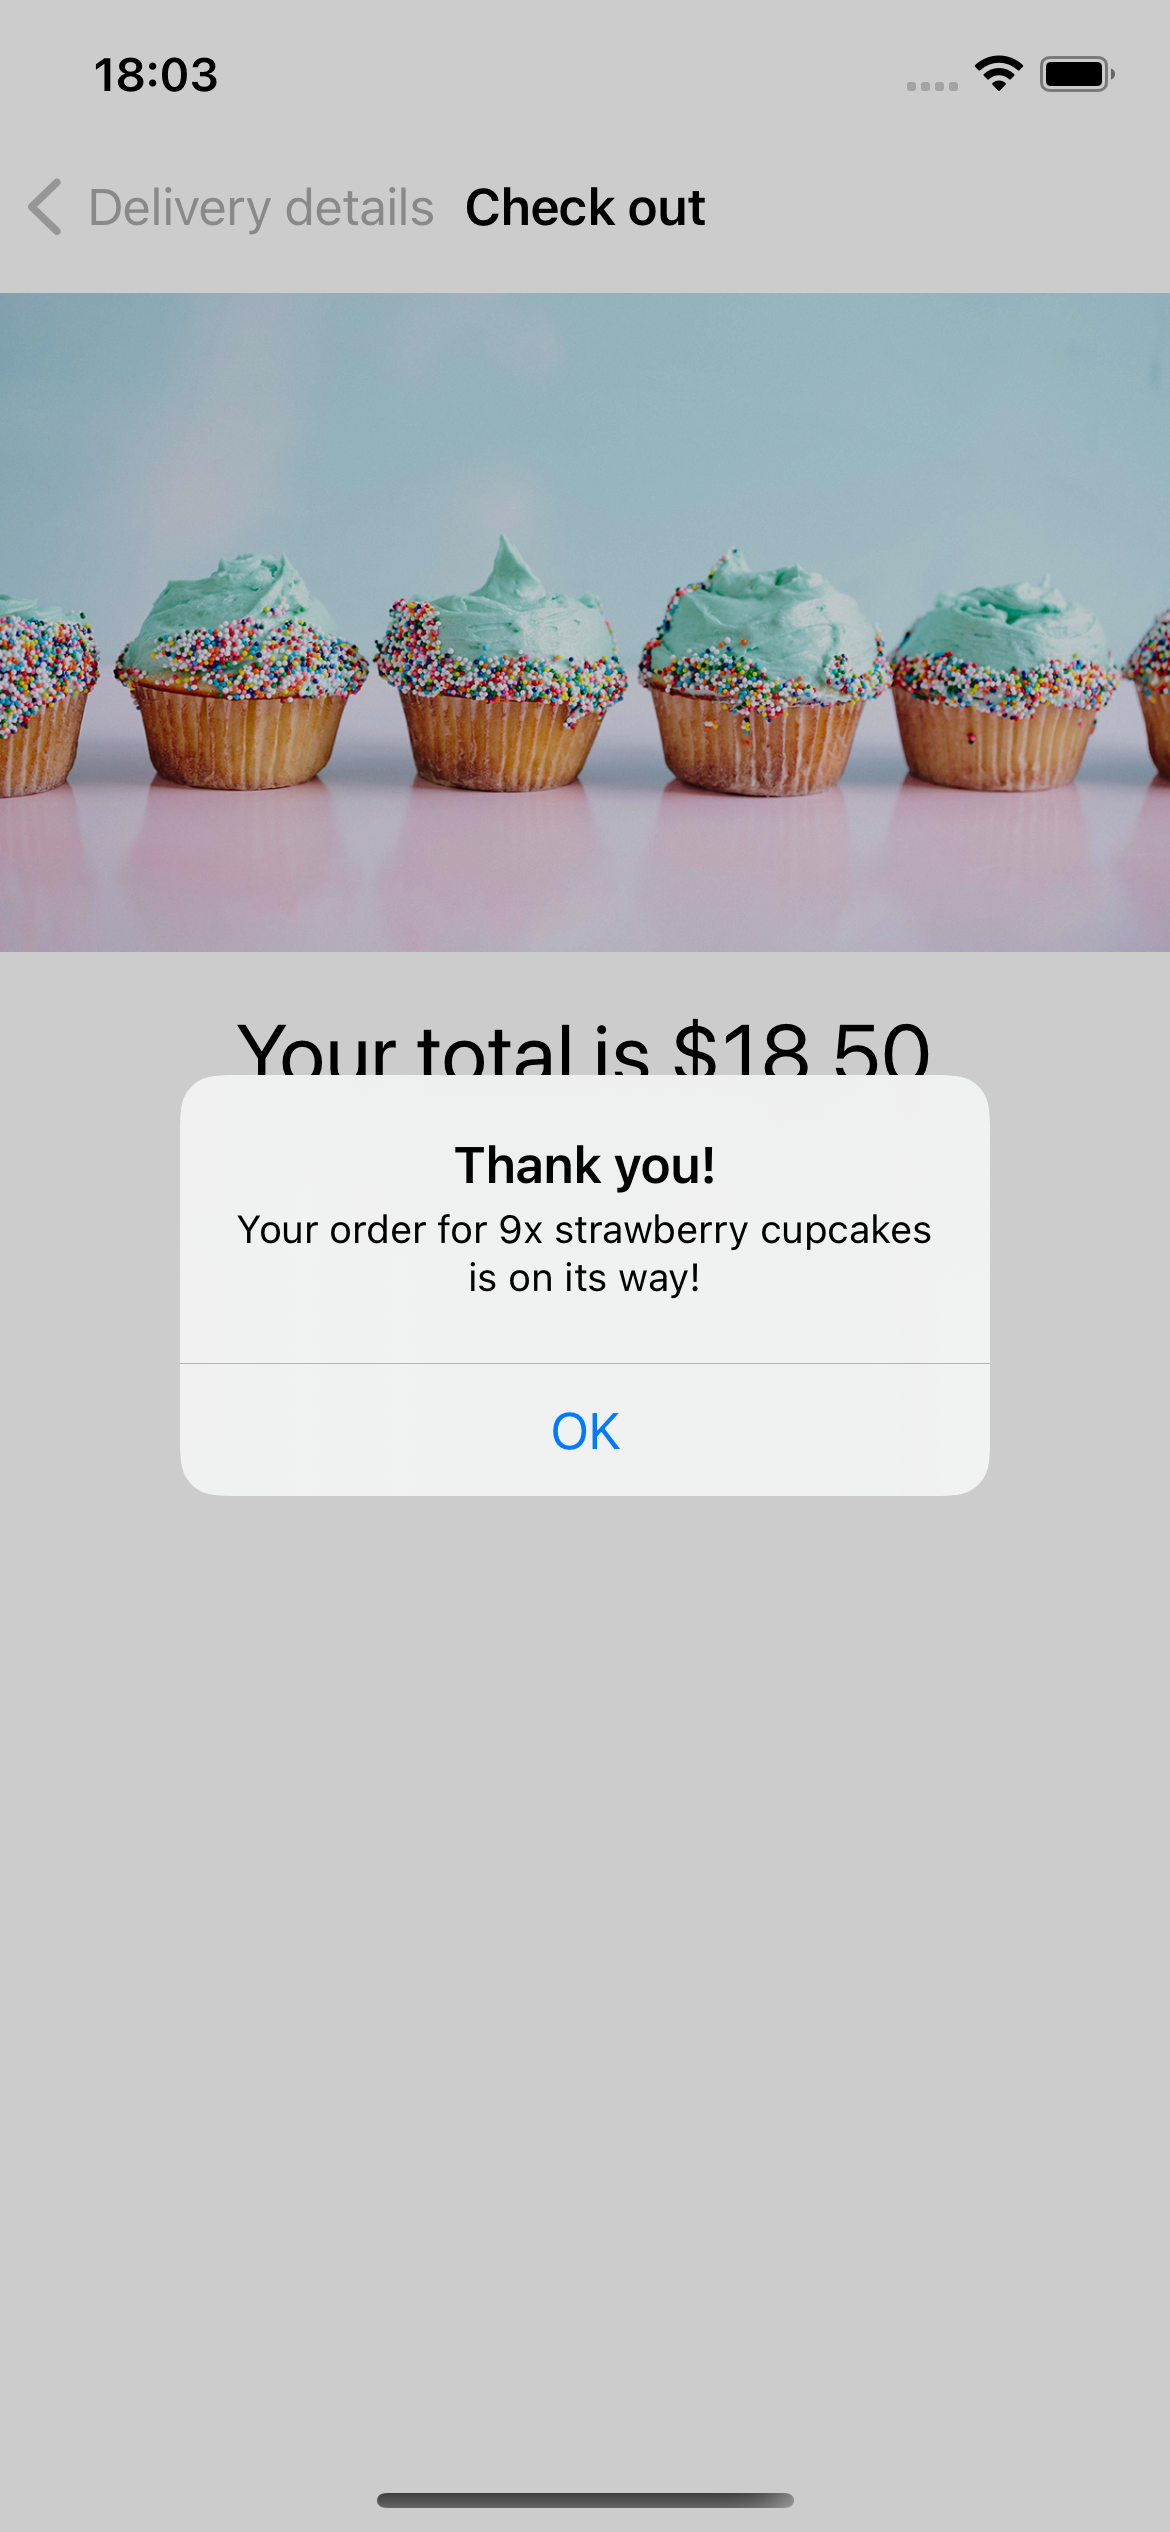 18:03
Delivery details Check out
Your total is $18.50
Thank you!
Your order for 9x strawberry cupcakes
is on its way!
OK